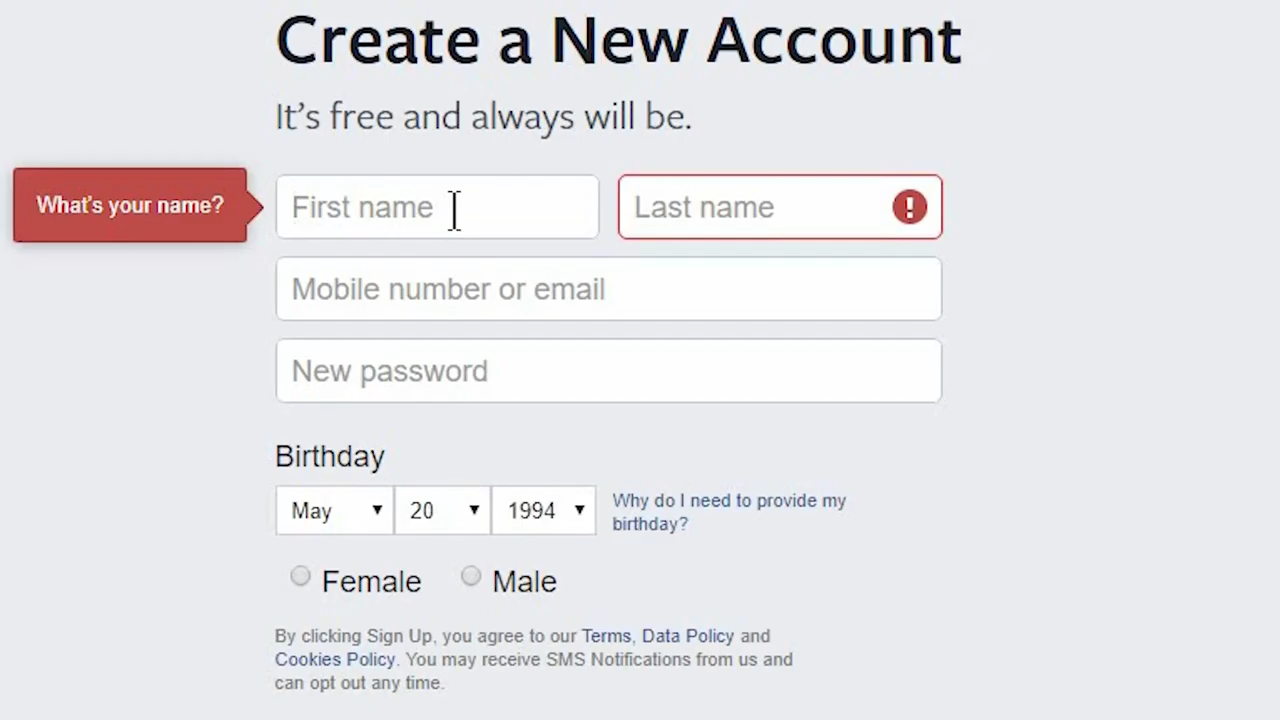 Create a New Account
It's free and always will be.
What's your name?
First name
Last name
Mobile number or email
New password
Birthday
May 20 1994
Why do I need to provide my
birthday?
Female Male
By clicking Sign Up, you agree to our Terms, Data Policy and
Cookies Policy. You may receive SMS Notifications from us and
can opt out any time.